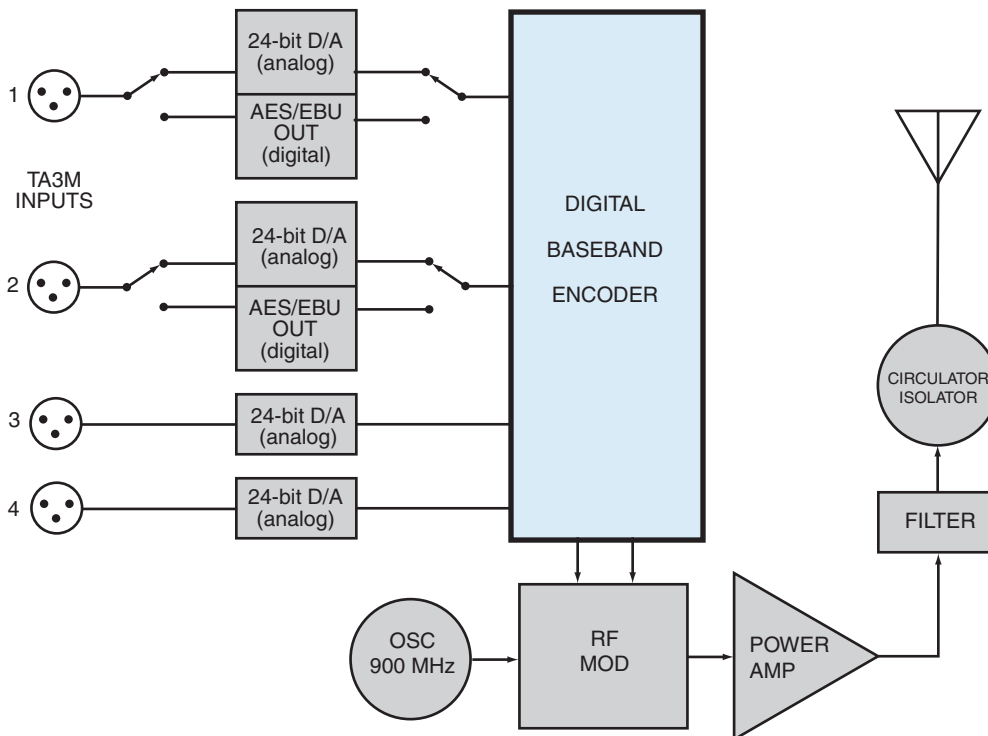 1
24-bit D/A
(analog)
AES/EBU
OUT
(digital)
TA3M
INPUTS
2
24-bit D/A
(analog)
AES/EBU
OUT
(digital)
3
24-bit D/A
(analog)
4
24-bit D/A
(analog)
DIGITAL
BASEBAND
ENCODER
OSC
900 MHz
RF
MOD
POWER
AMP
FILTER
CIRCULATOR
ISOLATOR